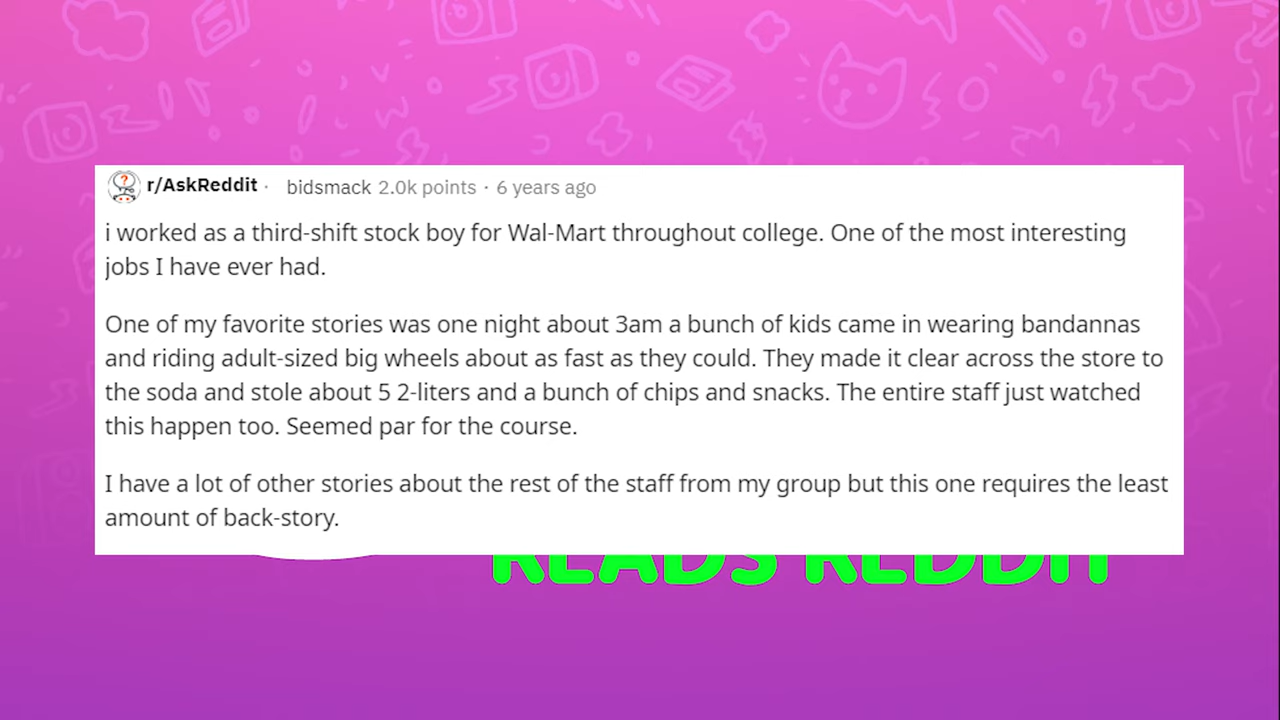 r/AskReddit · bidsmack 2.0k points · 6 years ago
i worked as a third-shift stock boy for Wal-Mart throughout college. One of the most interesting
jobs I have ever had.
One of my favorite stories was one night about 3am a bunch of kids came in wearing bandannas
and riding adult-sized big wheels about as fast as they could. They made it clear across the store to
the soda and stole about 5 2-liters and a bunch of chips and snacks. The entire staff just watched
this happen too. Seemed par for the course.
I have a lot of other stories about the rest of the staff from my group but this one requires the least
amount of back-story.
READS REDDIT